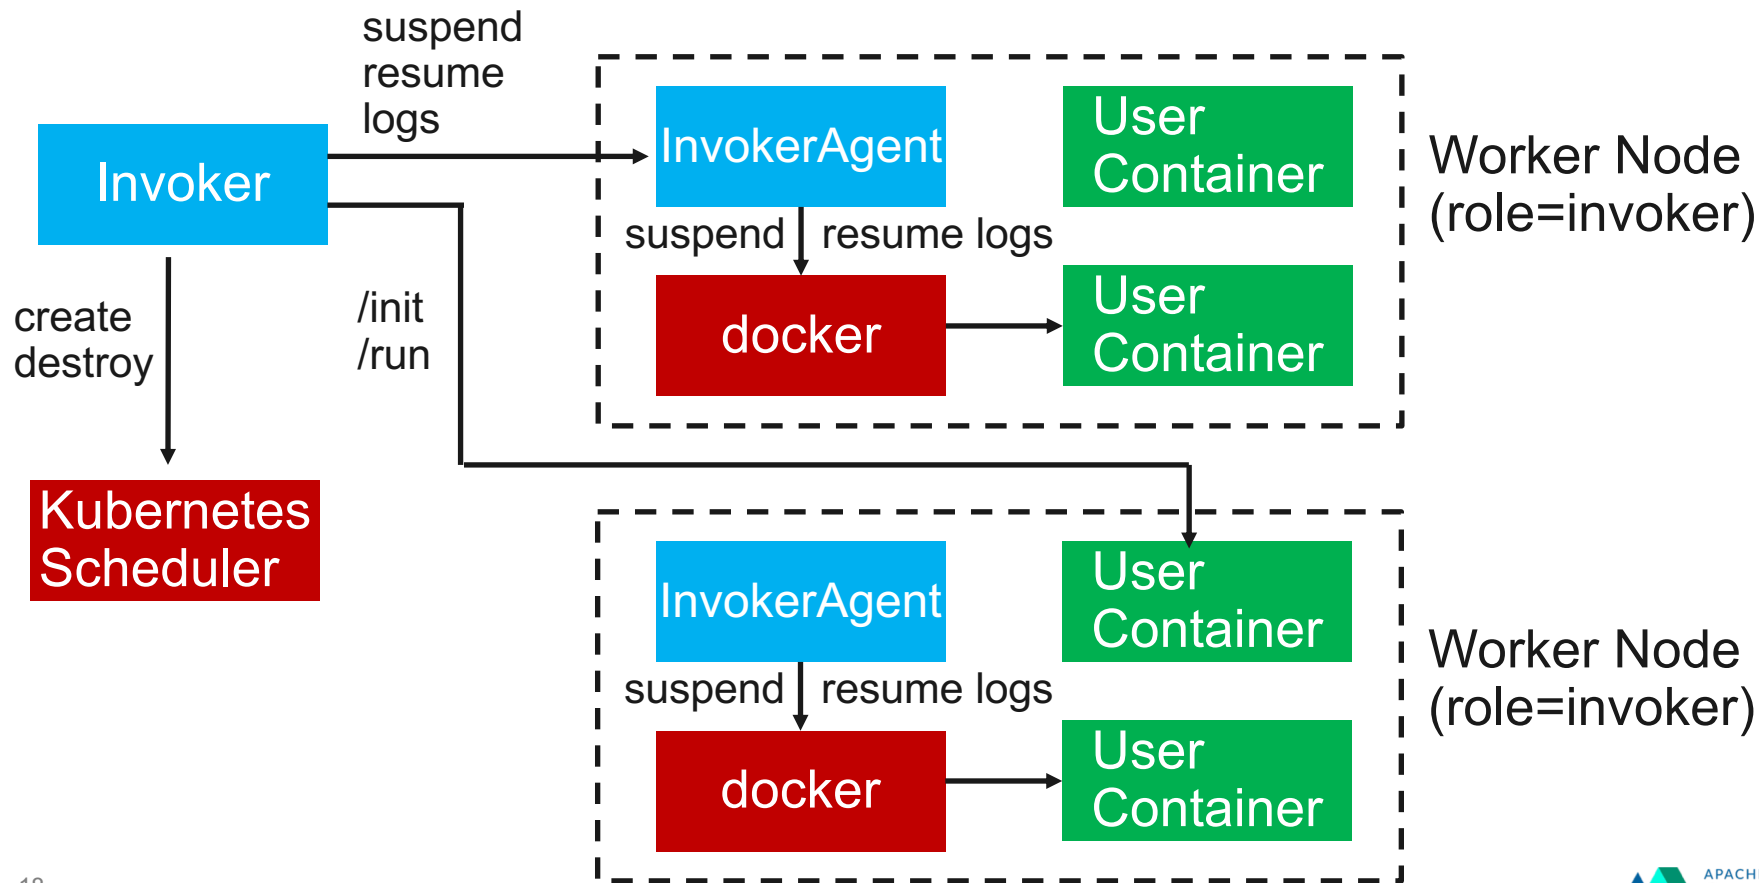 suspend
resume
logs
Invoker
create
destroy
/init
/run
Kubernetes
Scheduler
InvokerAgent
suspend resume logs
docker
User
Container
User
Container
Worker Node
(role=invoker)
InvokerAgent
suspend resume logs
docker
User
Container
User
Container
Worker Node
(role=invoker)
APACH